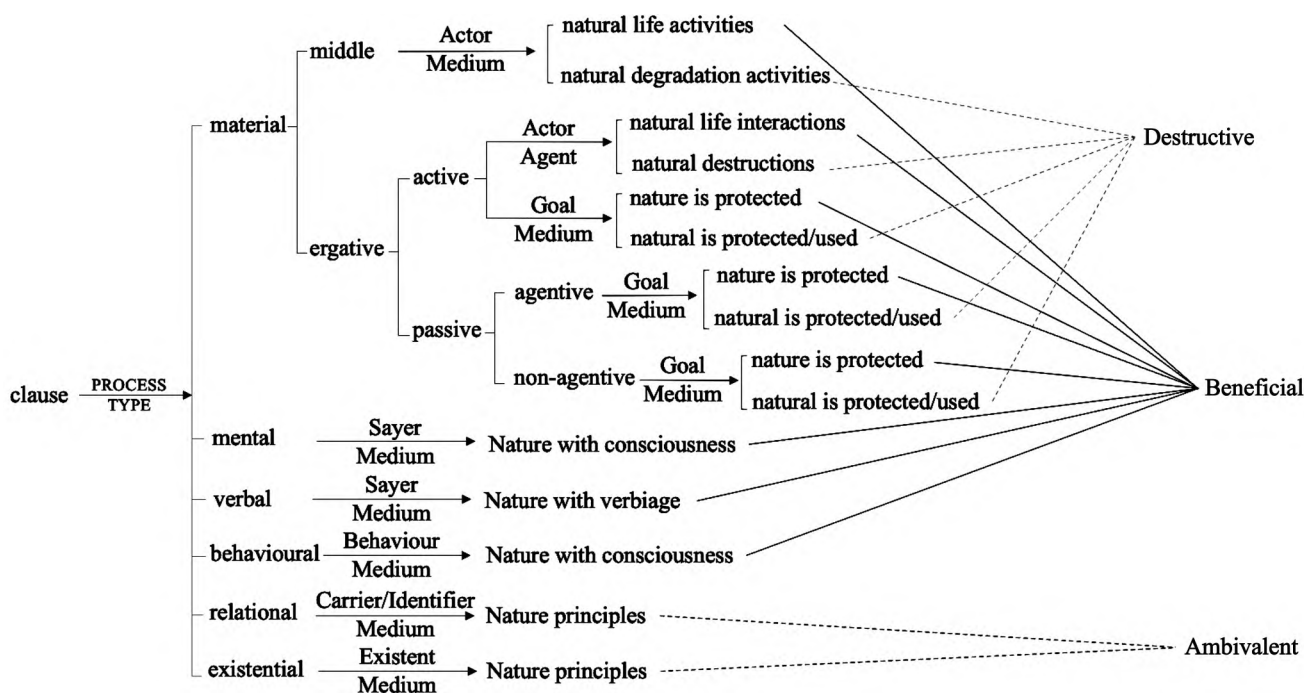 natural life activities
middle
Actor
Medium
natural degradation activities
material
natural life interactions
Actor
Agent
Destructive
natural destructions
active
nature is protected
Goal
Medium
natural is protected/used
ergative
nature is protected
agentive
Goal
Medium
natural is protected/used
passive
nature is protected
non-agentive
Goal
Medium
natural is protected/used
clause
PROCESS
TYPE
Beneficial
mental
Sayer
Medium
Nature with consciousness
verbal
Sayer
Medium
Nature with verbiage
behavioural
Behaviour
Medium
Nature with consciousness
relational
Carrier/Identifier
Medium
Nature principles
Ambivalent
existential
Existent
Medium
Nature principles